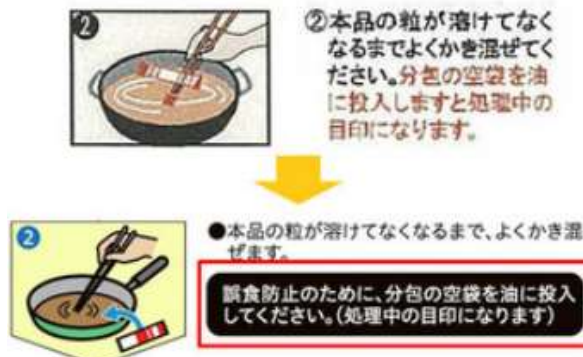 2
②本品の粒が溶けてなく
なるまでよくかき混ぜてく
ださい。分包の空袋を油
に投入しますと処理中の
目印になります。
2
●本品の粒が溶けてなくなるまで、よくかき混
ぜます。
誤食防止のために、分包の空袋を油に投入
してください。(処理中の目印になります)